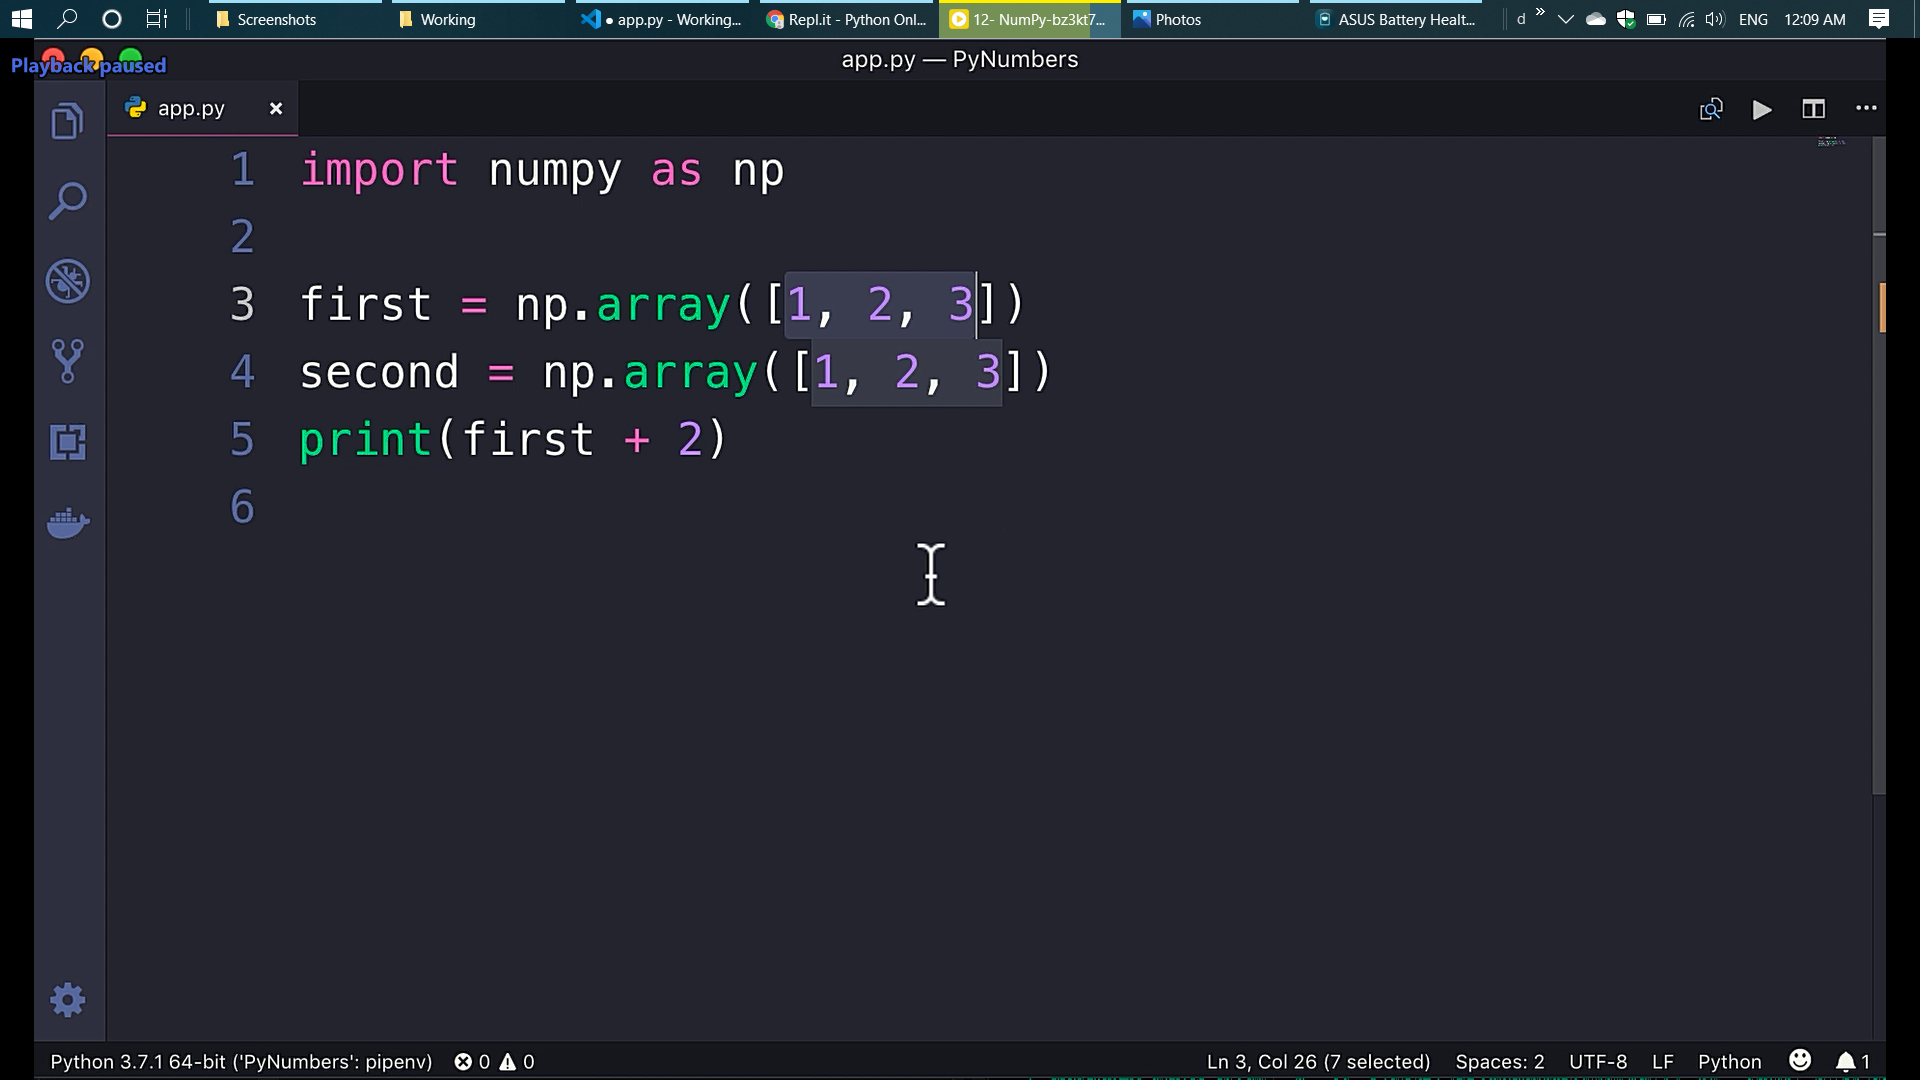 Screenshots
Working
● app.py - Working...
Repl.it - Python Onl...
12- NumPy-bz3kt7...
Photos
ASUS Battery Healt...
d
»
ENG
12:09 AM
Playback paused
app.py — PyNumbers
app.py ×
1 import numpy as np
2
3 first = np.array([1, 2, 3])
4 second = np.array([1, 2, 3])
5 print(first + 2)
6
Python 3.7.1 64-bit ('PyNumbers': pipenv) 0 0 Ln 3, Col 26 (7 selected) Spaces: 2 UTF-8 LF Python 1